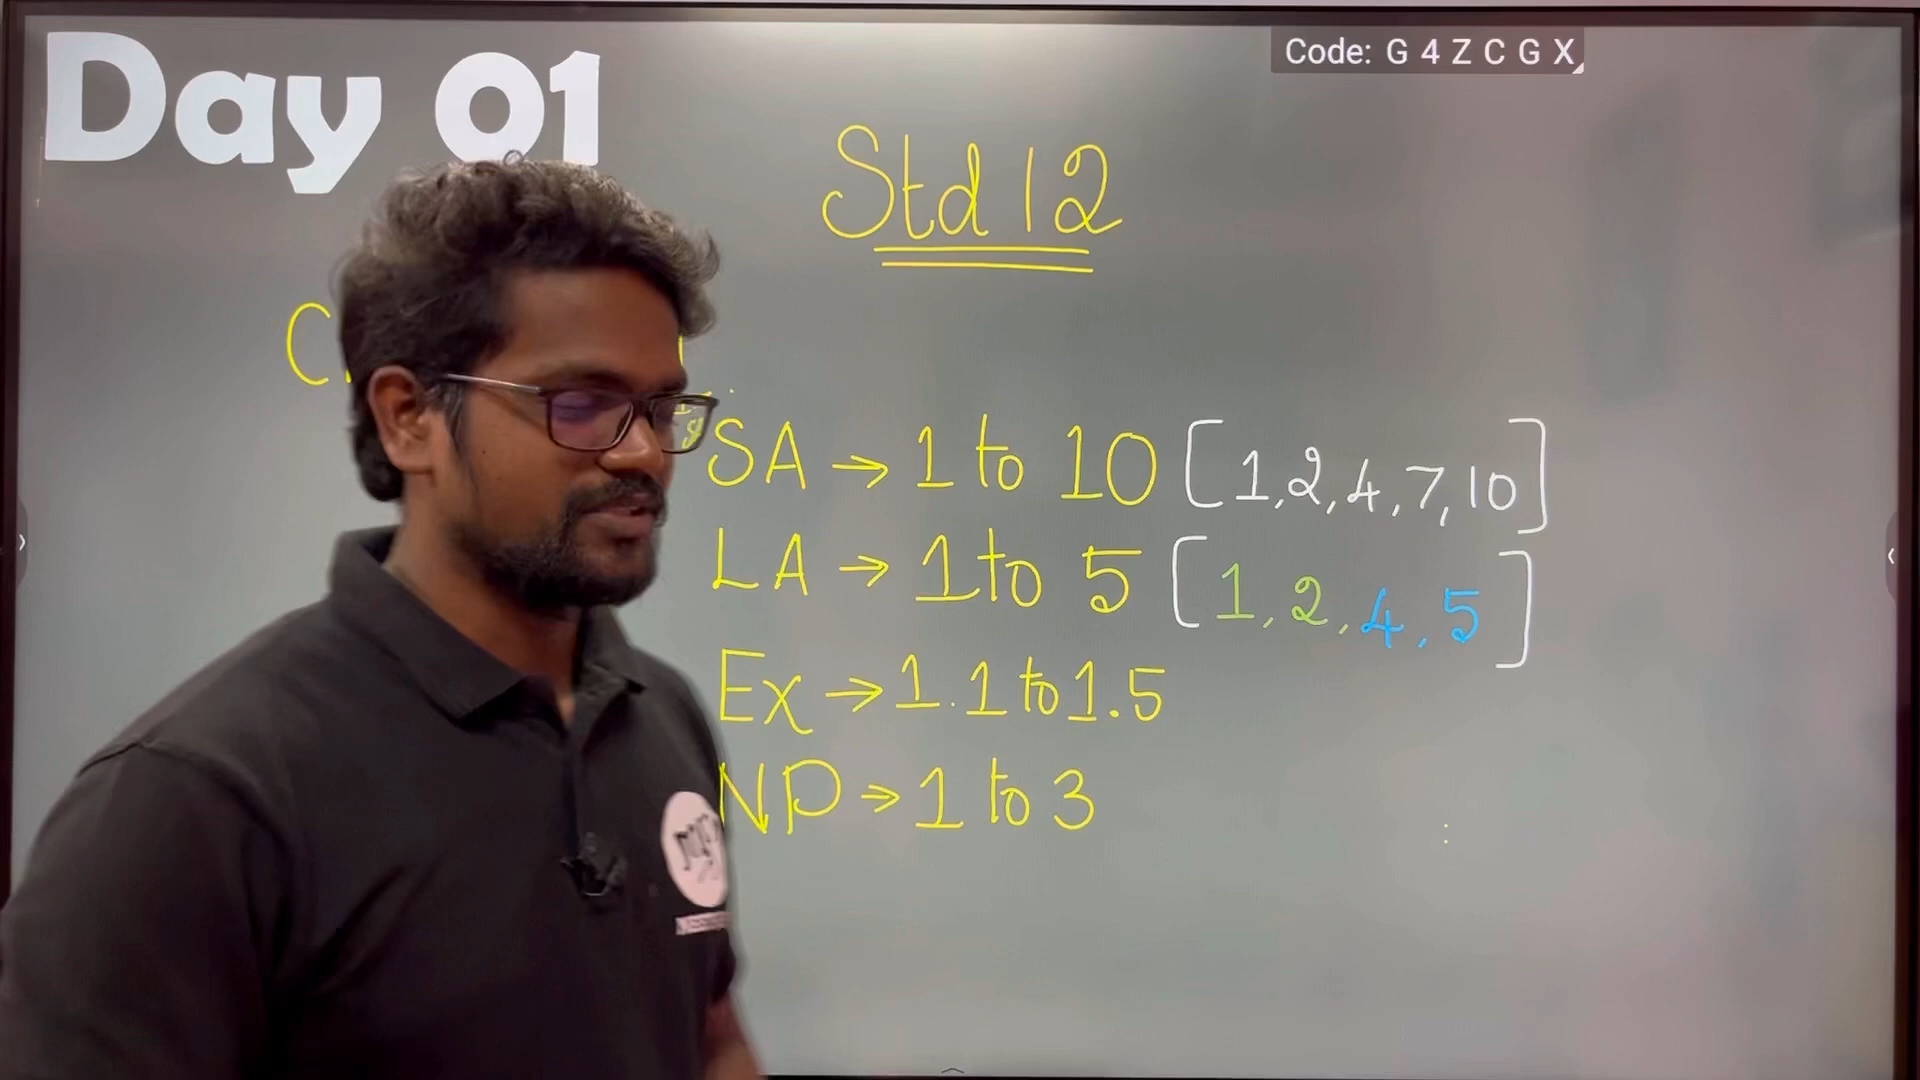 Day 01
Code: G 4 Z C G X
Std 12
SA → 1 to 10 [1, 2, 4, 7, 10]
LA → 1 to 5 [1, 2, 4, 5]
Ex → 1.1 to 1.5
NP → 1 to 3